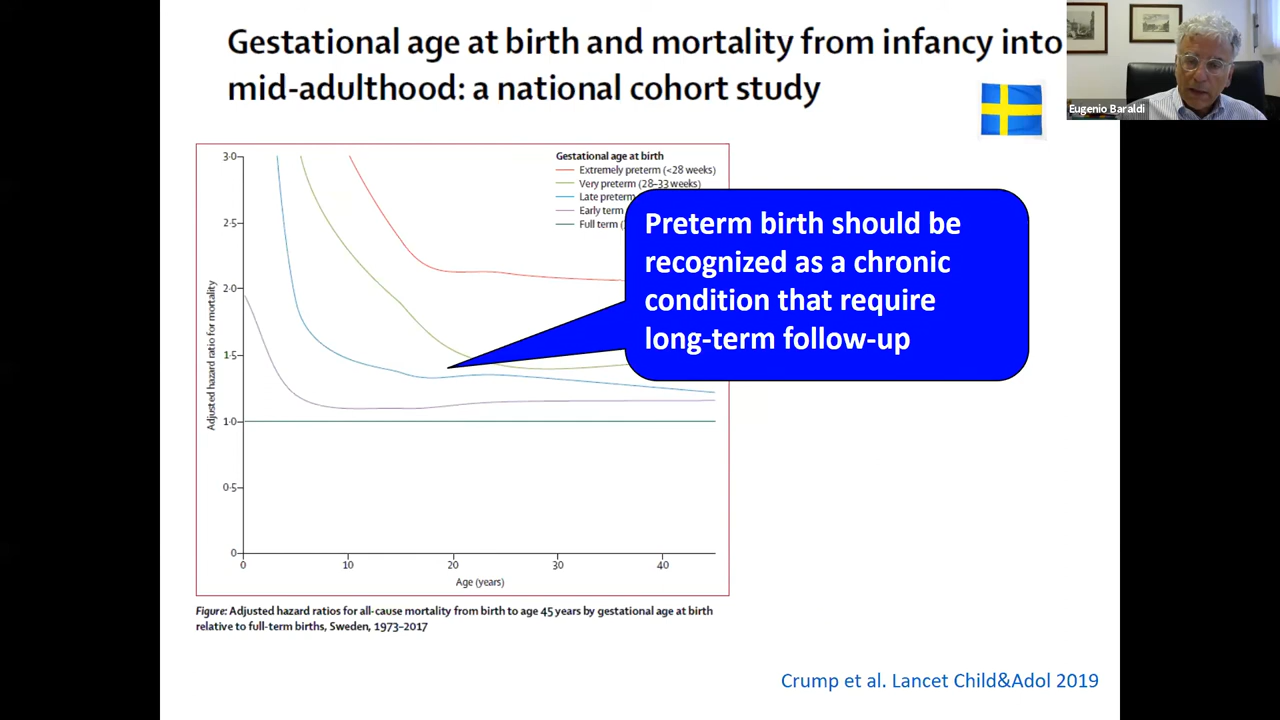 Gestational age at birth and mortality from infancy into
mid-adulthood: a national cohort study
Eugenio Baraldi
Gestational age at birth
Extremely preterm (<28 weeks)
Very preterm (28–33 weeks)
Late preterm
Early term
Full term (
Preterm birth should be
recognized as a chronic
condition that require
long-term follow-up
Adjusted hazard ratio for mortality
3·0
2·5
2·0
1·5
1·0
0·5
0
0
10
20
30
40
Age (years)
Figure: Adjusted hazard ratios for all-cause mortality from birth to age 45 years by gestational age at birth
relative to full-term births, Sweden, 1973–2017
Crump et al. Lancet Child&Adol 2019